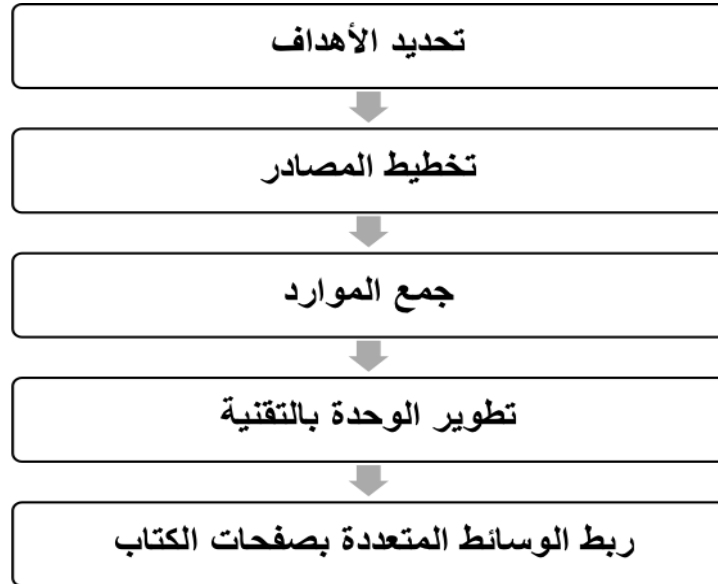 تحديد الأهداف
تخطيط المصادر
جمع الموارد
تطوير الوحدة بالتقنية
ربط الوسائط المتعددة بصفحات الكتاب